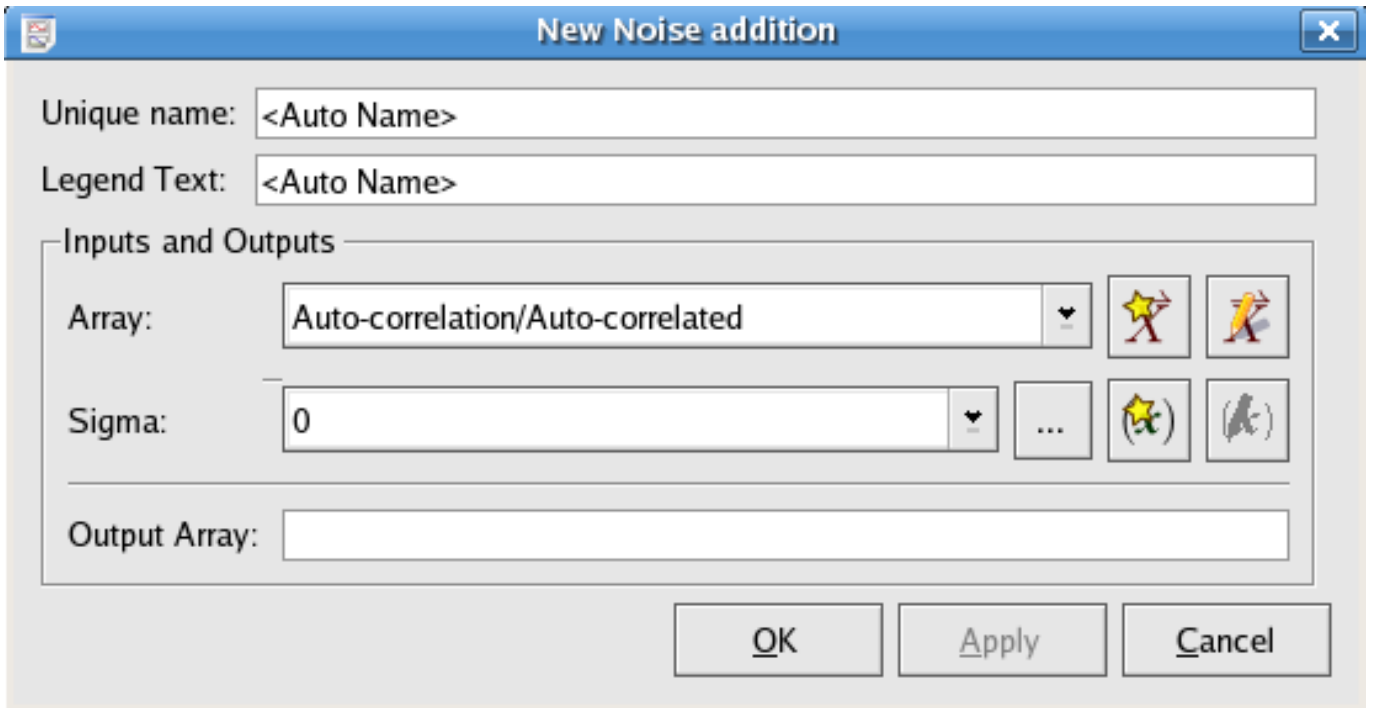 New Noise addition
Unique name: <Auto Name>
Legend Text: <Auto Name>
Inputs and Outputs
Array: Auto-correlation/Auto-correlated
Sigma: 0 ...
Output Array:
OK Apply Cancel